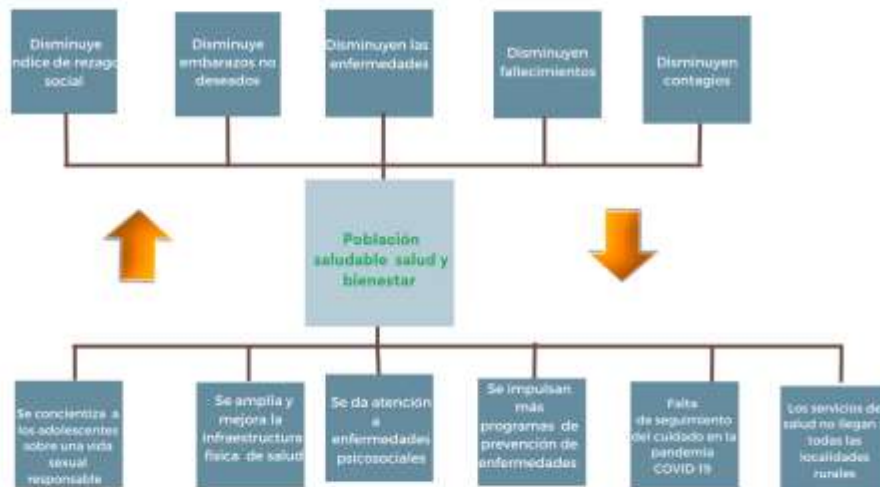 Disminuye
ndice de rezago
social
Disminuye
embarazos no
deseados
Disminuyen las
enfermedades
Disminuyen
fallecimientos
Disminuyen
contagios
Población
saludable salud y
bienestar
Se concientiza a
los adolescentes
sobre una vida
sexual
responsable
Se amplia y
mejora la
infraestructura
física de salud
Se da atención
a
enfermedades
psicosociales
Se impulsan
más
programas de
prevención de
enfermedades
Falta
da seguimiento
del cuidado en la
pandemia
COVID-19
Los servicios de
salud no llegan
todas las
localidades
rurales